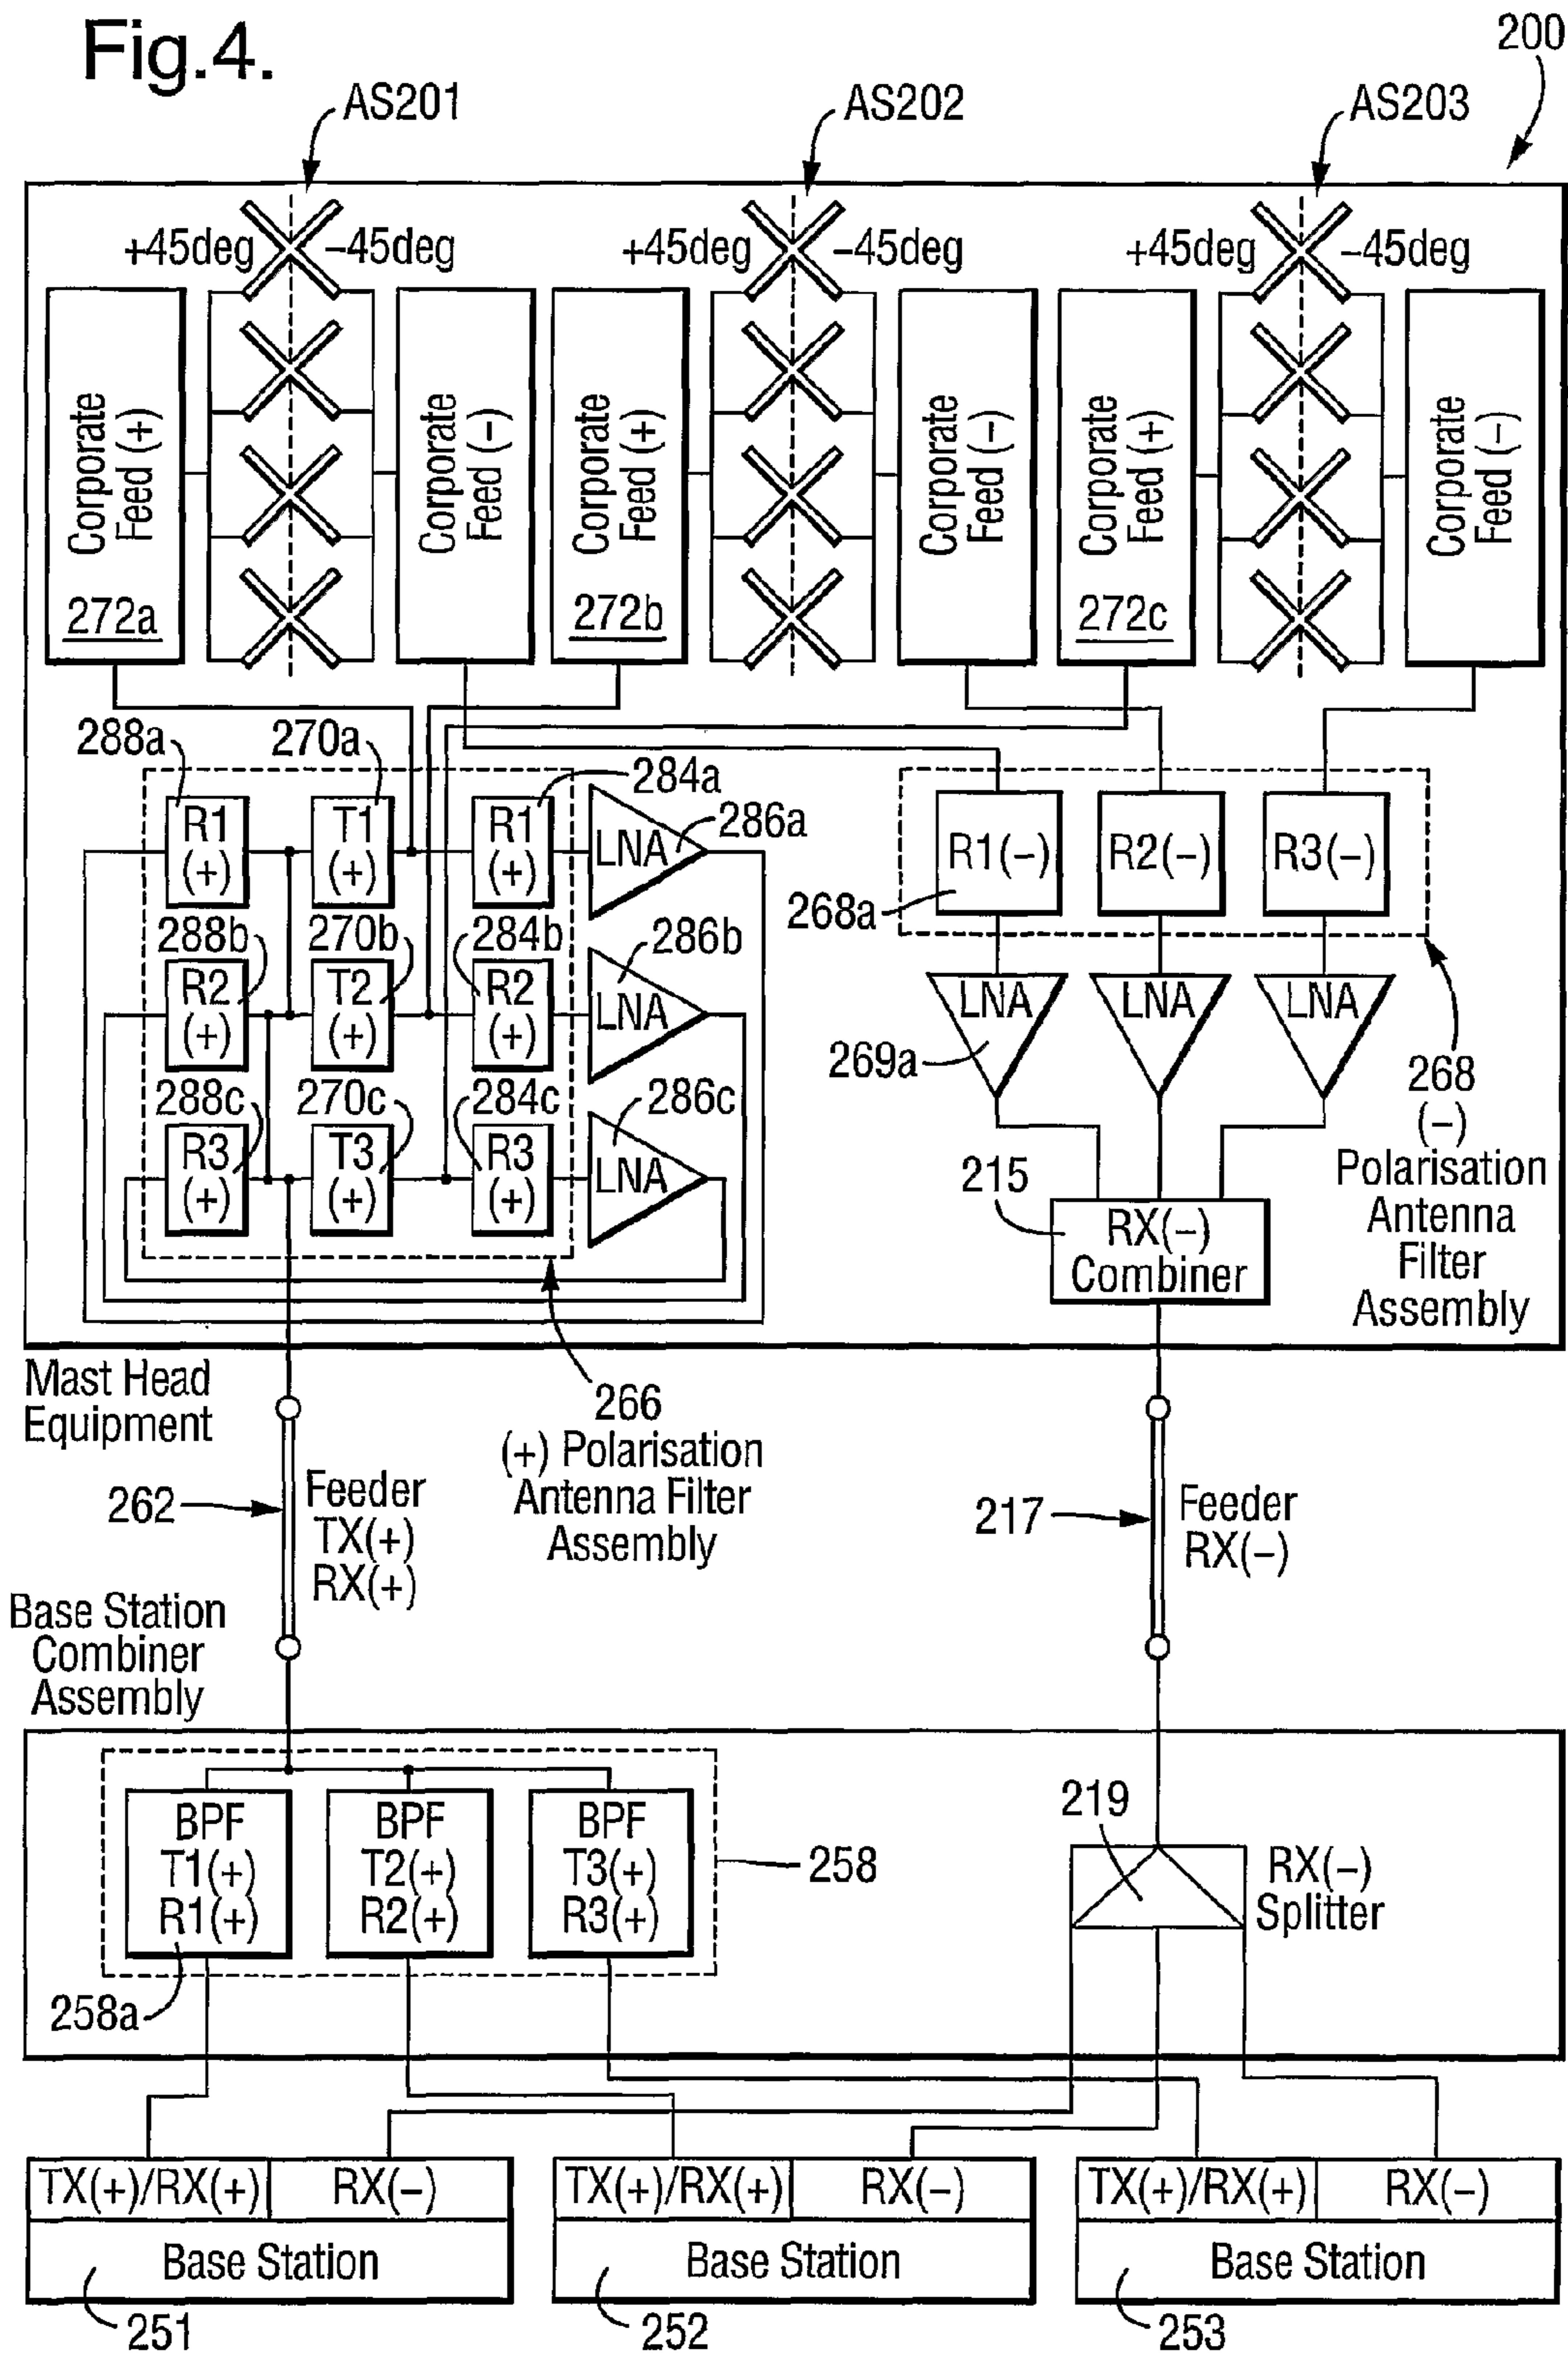 Fig.4.
200
AS201
AS202
AS203
+45deg
–45deg
+45deg
–45deg
+45deg
–45deg
Corporate
Feed (+)
272a
Corporate
Feed (–)
Corporate
Feed (+)
272b
Corporate
Feed (–)
Corporate
Feed (+)
272c
Corporate
Feed (–)
288a
270a
284a
R1
(+)
T1
(+)
R1
(+)
LNA
286a
288b
270b
284b
286b
R2
(+)
T2
(+)
R2
(+)
LNA
288c
270c
284c
286c
R3
(+)
T3
(+)
R3
(+)
LNA
R1(–)
R2(–)
R3(–)
268a
LNA
LNA
LNA
269a
268
(–)
Polarisation
Antenna
Filter
Assembly
215
RX(–)
Combiner
Mast Head
Equipment
266
(+) Polarisation
Antenna Filter
Assembly
262
Feeder
TX(+)
RX(+)
217
Feeder
RX(–)
Base Station
Combiner
Assembly
BPF
T1(+)
R1(+)
BPF
T2(+)
R2(+)
BPF
T3(+)
R3(+)
258
258a
219
RX(–)
Splitter
TX(+)/RX(+)
RX(–)
Base Station
251
TX(+)/RX(+)
RX(–)
Base Station
252
TX(+)/RX(+)
RX(–)
Base Station
253